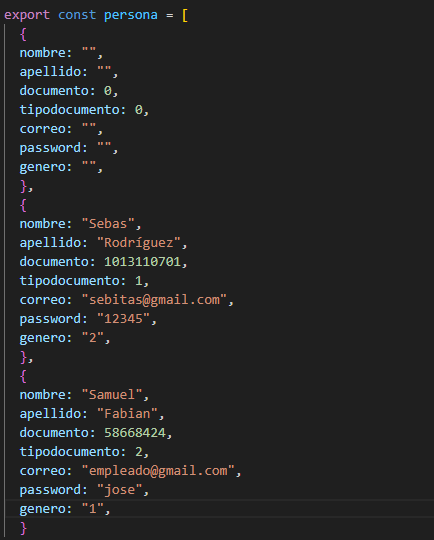 export const persona = [
{
nombre: "",
apellido: "",
documento: 0,
tipodocumento: 0,
correo: "",
password: "",
genero: "",
},
{
nombre: "Sebas",
apellido: "Rodríguez",
documento: 1013110701,
tipodocumento: 1,
correo: "sebitas@gmail.com",
password: "12345",
genero: "2",
},
{
nombre: "Samuel",
apellido: "Fabian",
documento: 58668424,
tipodocumento: 2,
correo: "empleado@gmail.com",
password: "jose",
genero: "1",
}